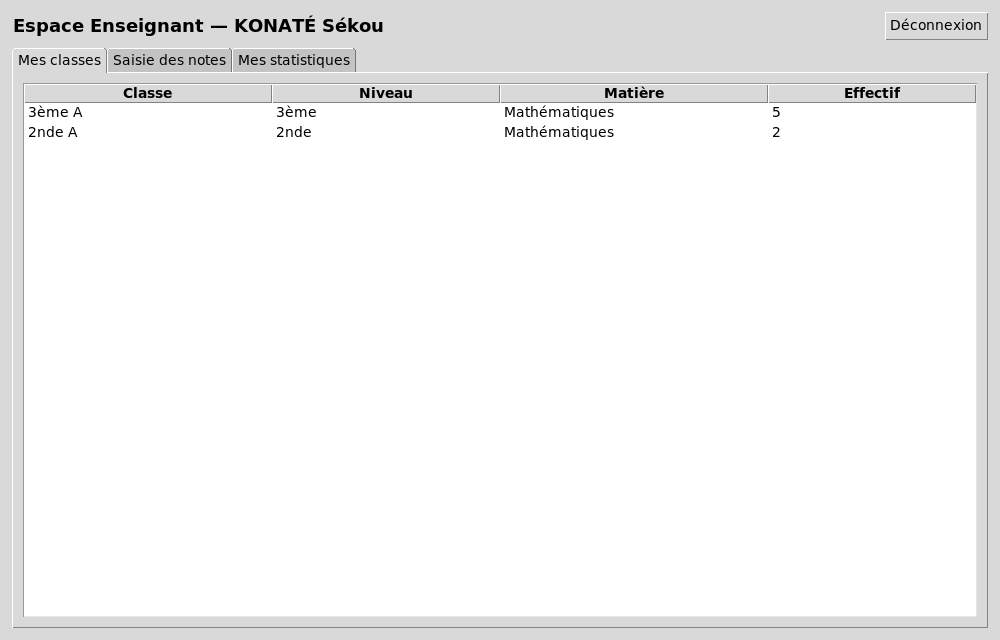 Espace Enseignant — KONATÉ Sékou
Déconnexion
Mes classes Saisie des notes Mes statistiques
Classe Niveau Matière Effectif
3ème A 3ème Mathématiques 5
2nde A 2nde Mathématiques 2